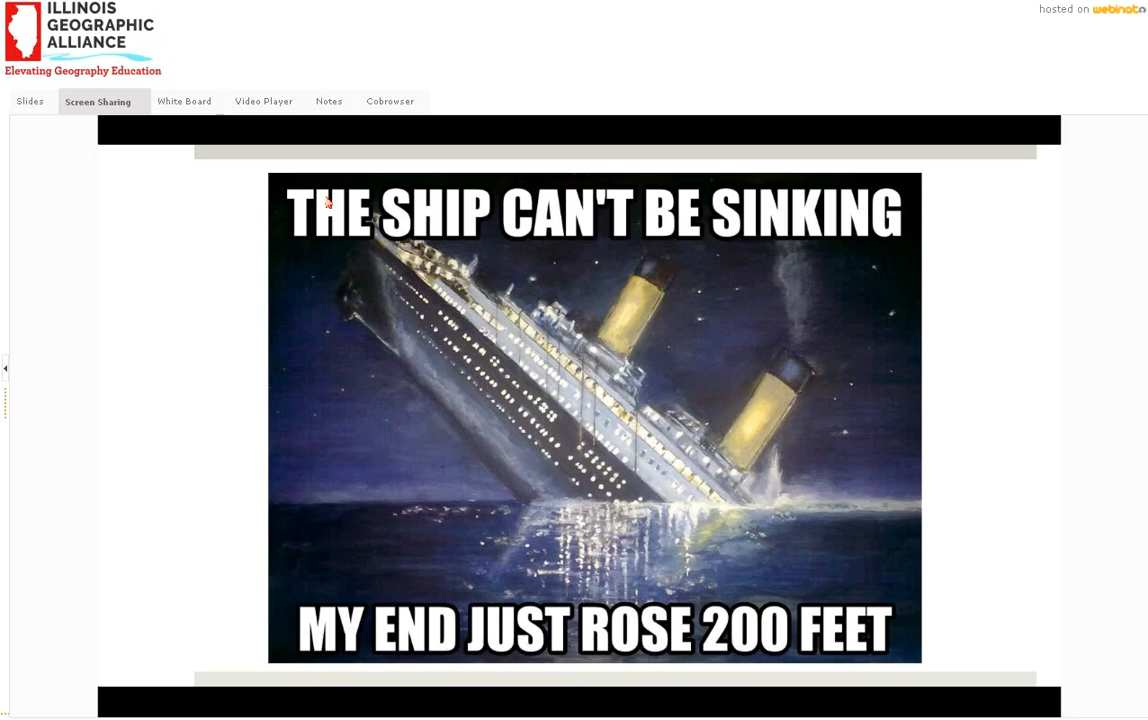 ILLINOIS
GEOGRAPHIC
ALLIANCE
Elevating Geography Education
hosted on webinato
Slides Screen Sharing White Board Video Player Notes Cobrowser
THE SHIP CAN'T BE SINKING
MY END JUST ROSE 200 FEET